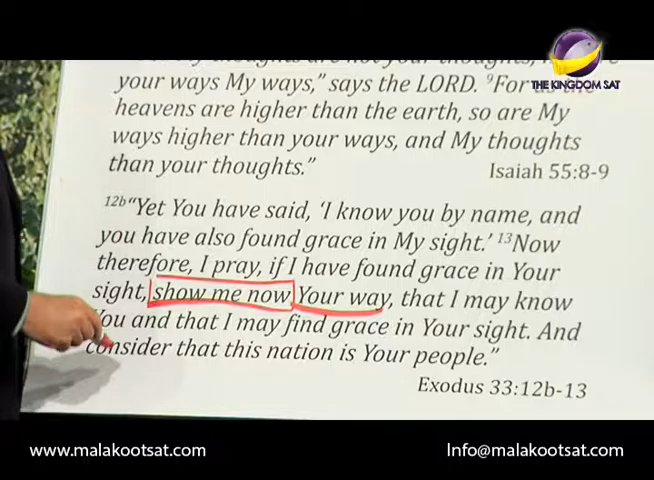 your ways My ways," says the LORD. ⁹For as the
heavens are higher than the earth, so are My
ways higher than your ways, and My thoughts
than your thoughts."
Isaiah 55:8-9
12b"Yet You have said, 'I know you by name, and
you have also found grace in My sight.' 13Now
therefore, I pray, if I have found grace in Your
sight, show me now Your way, that I may know
You and that I may find grace in Your sight. And
consider that this nation is Your people."
Exodus 33:12b-13
THE KINGDOM SAT
www.malakootsat.com
Info@malakootsat.com